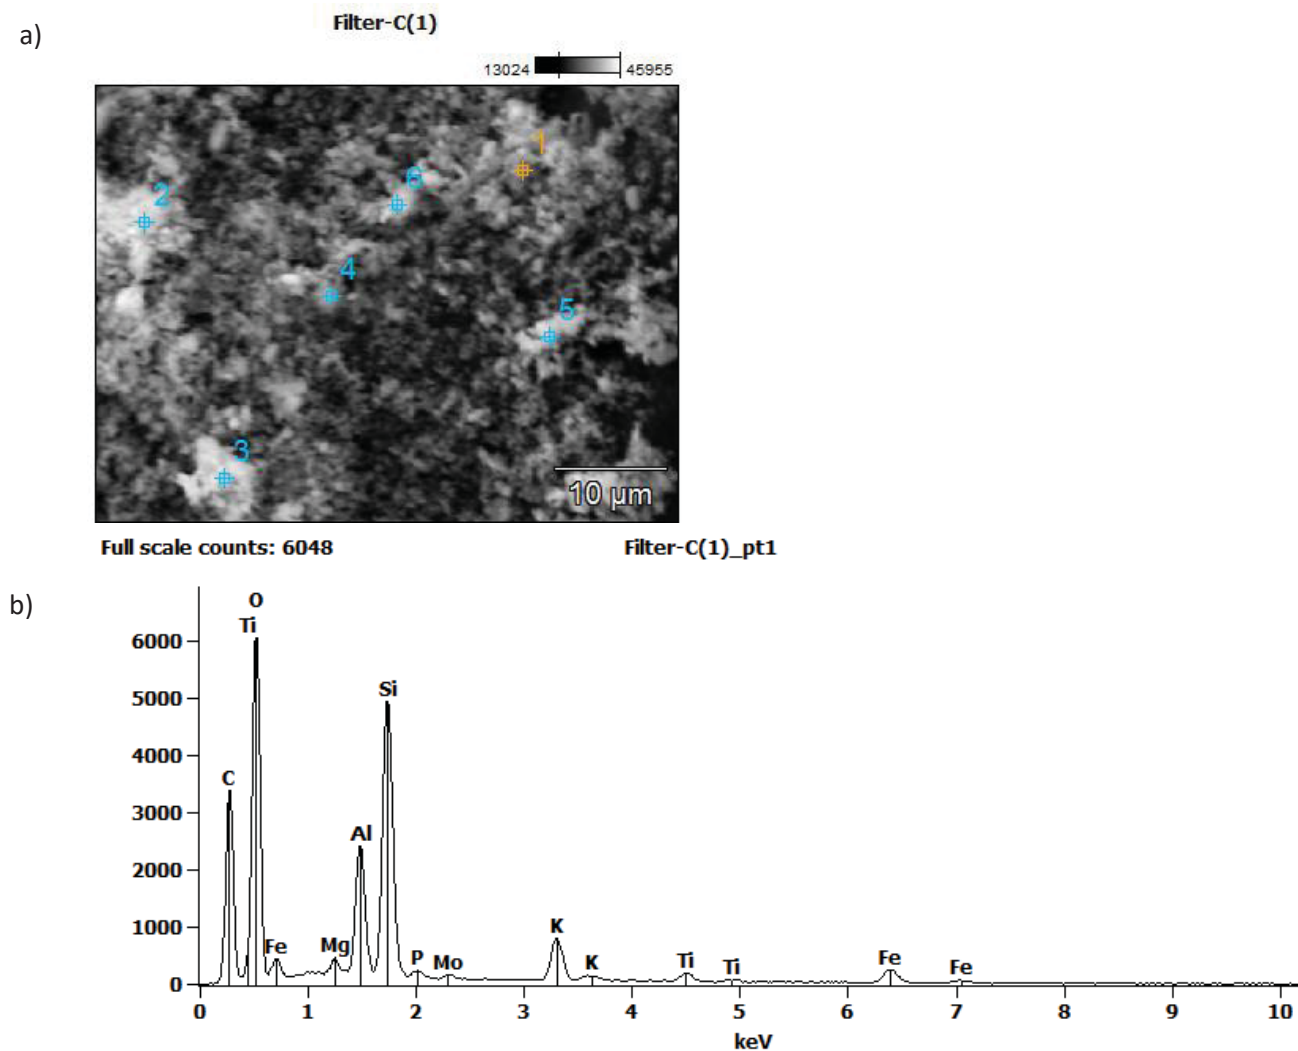 a)
Filter-C(1)
13024 45955
1
2
6
4
5
3
10 µm
Full scale counts: 6048 Filter-C(1)_pt1
b)
O
Ti
6000
Si
5000
4000
C
3000
Al
2000
1000
K
Fe Mg P Mo K Ti Ti Fe Fe
0
0 1 2 3 4 5 6 7 8 9 10
keV